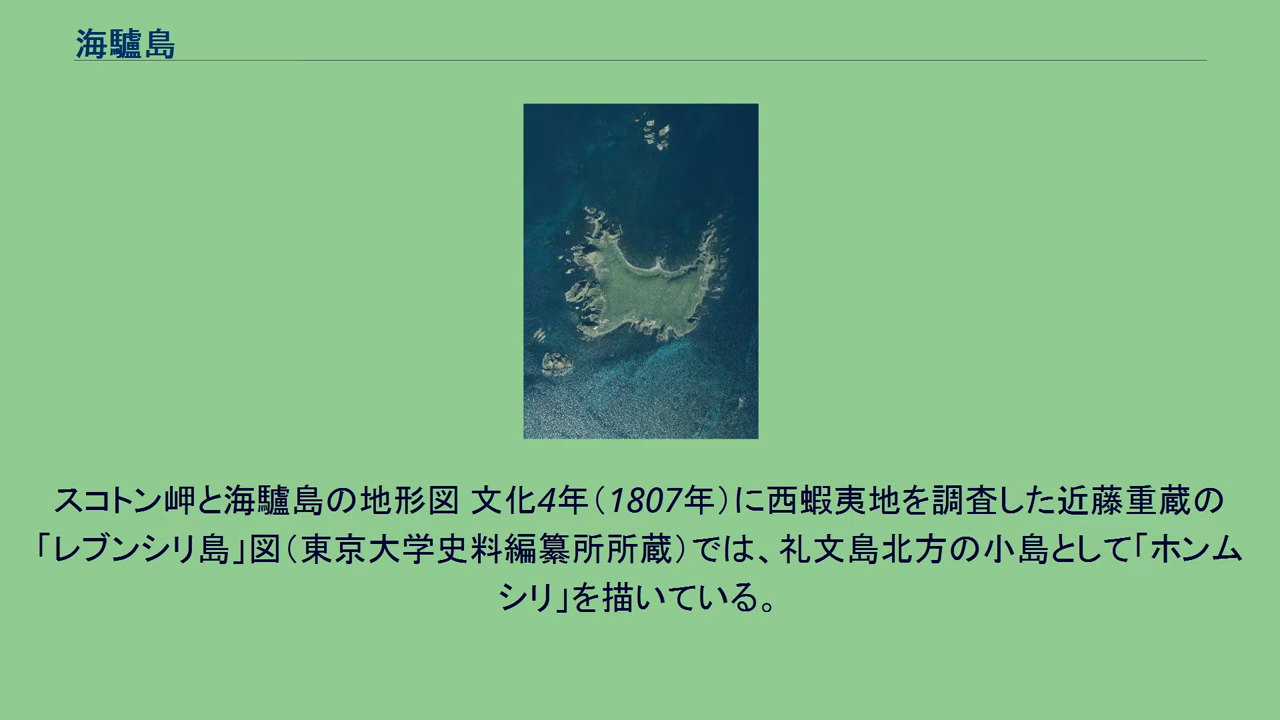 海驢島
スコトン岬と海驢島の地形図 文化4年（1807年）に西蝦夷地を調査した近藤重蔵の
「レブンシリ島」図（東京大学史料編纂所所蔵）では、礼文島北方の小島として「ホンム
シリ」を描いている。